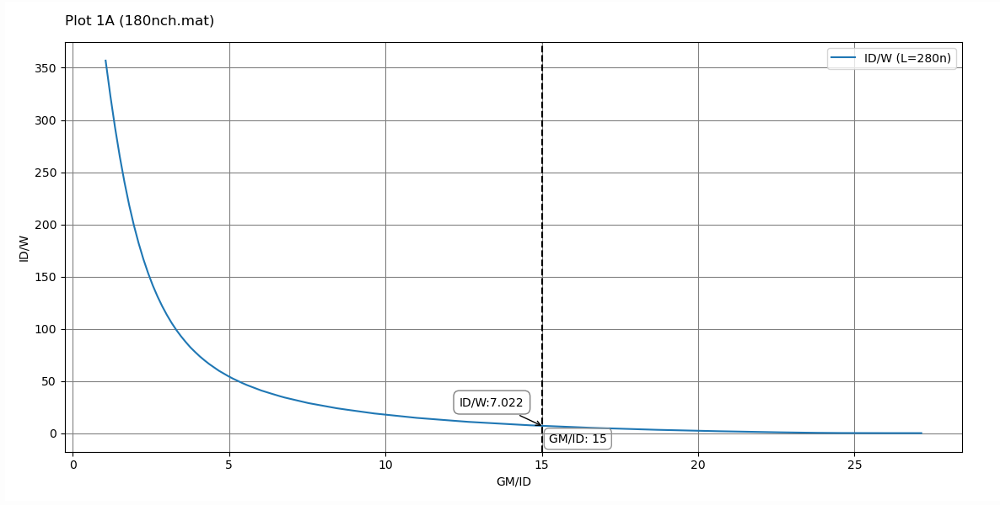 Plot 1A (180nch.mat)
ID/W (L=280n)
350
300
250
200
150
100
50
0
ID/W
ID/W:7.022
GM/ID: 15
0 5 10 15 20 25
GM/ID